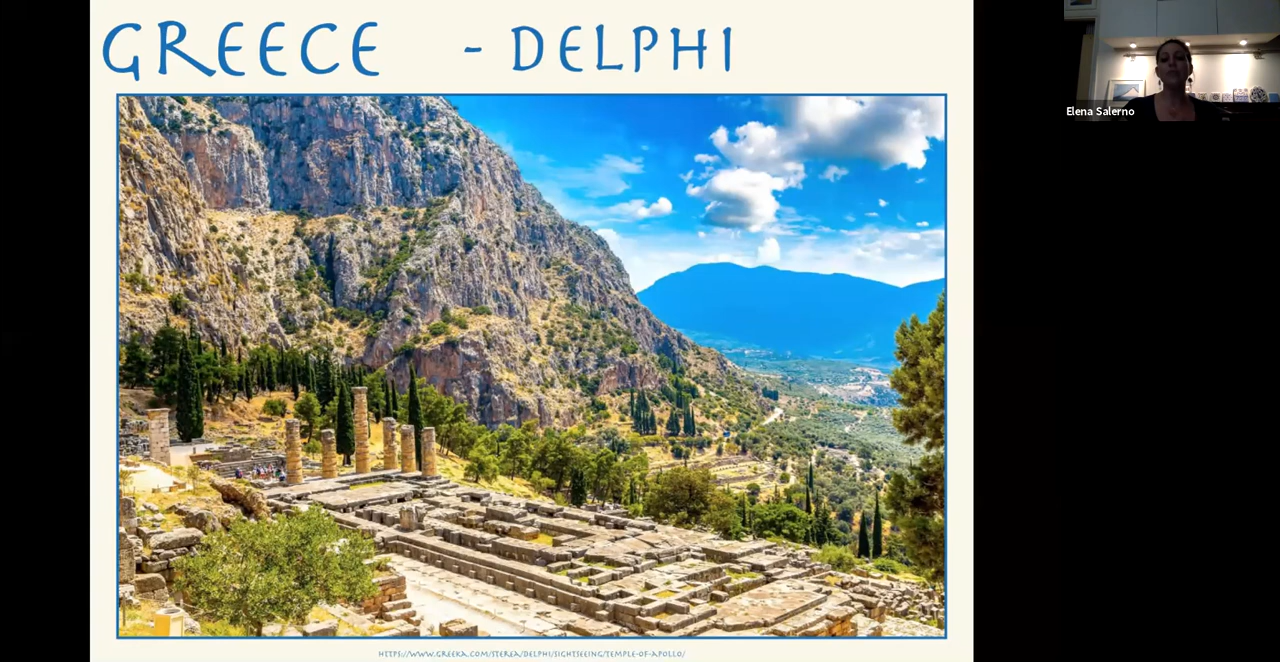 GREECE - DELPHI
Elena Salerno
HTTPS://WWW.GREEKA.COM/STEREA/DELPHI/SIGHTSEEING/TEMPLE-OF-APOLLO/